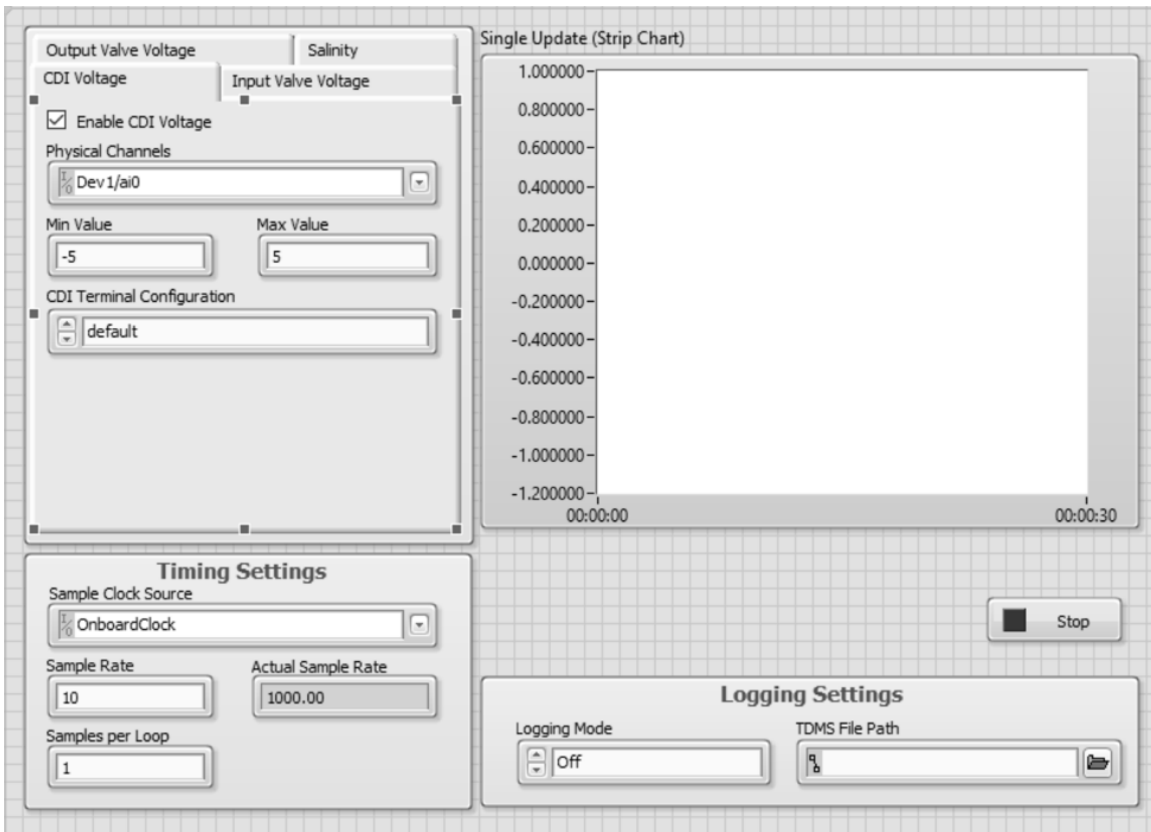 Output Valve Voltage
Salinity
CDI Voltage
Input Valve Voltage
Enable CDI Voltage
Physical Channels
I/O Dev1/ai0
Min Value
Max Value
-5
5
CDI Terminal Configuration
default
Single Update (Strip Chart)
1.000000
0.800000
0.600000
0.400000
0.200000
0.000000
-0.200000
-0.400000
-0.600000
-0.800000
-1.000000
-1.200000
00:00:00
00:00:30
Timing Settings
Sample Clock Source
I/O OnboardClock
Sample Rate
Actual Sample Rate
10
1000.00
Samples per Loop
1
Stop
Logging Settings
Logging Mode
TDMS File Path
Off